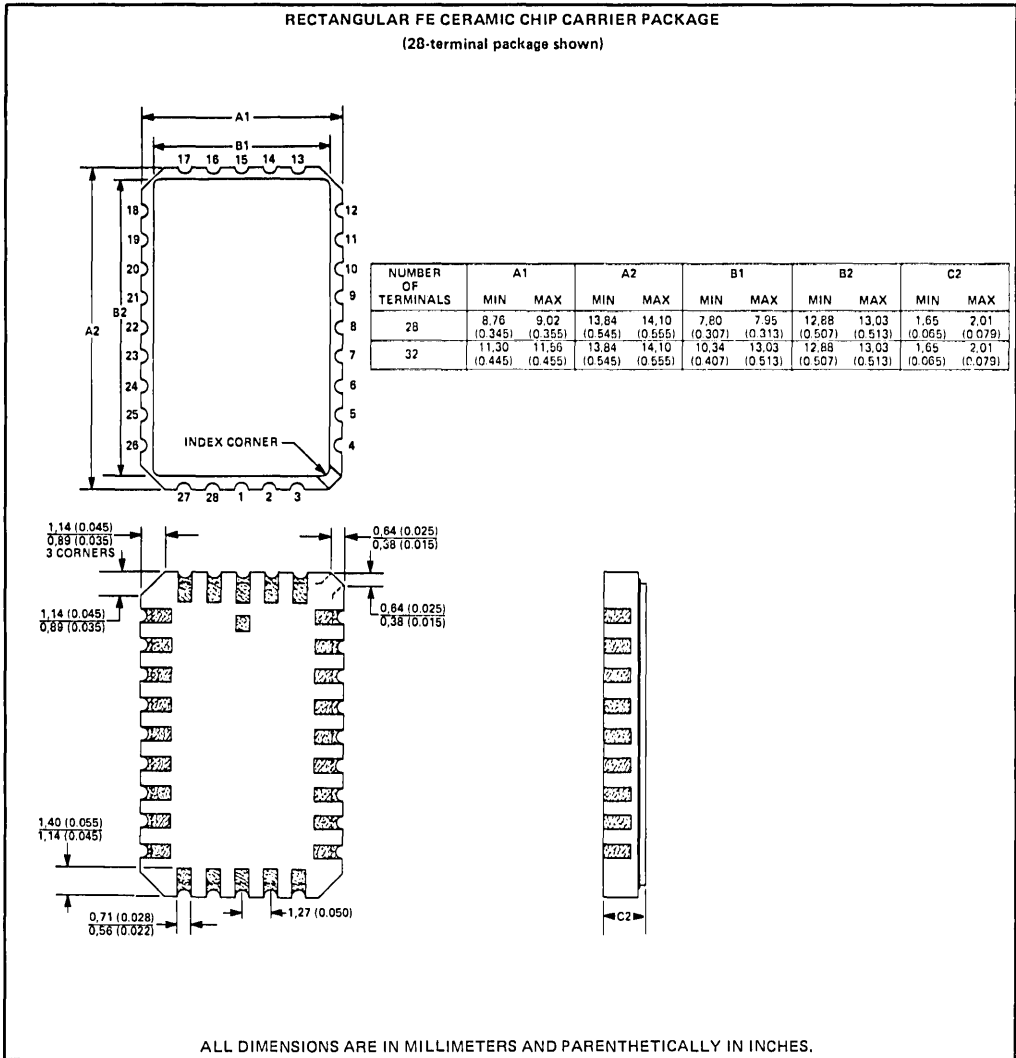 RECTANGULAR FE CERAMIC CHIP CARRIER PACKAGE
(28-terminal package shown)
A1
B1
17 16 15 14 13
18 12
19 11
20 10
21 9
22 8
23 7
24 6
25 5
26 4
A2
B2
INDEX CORNER
27 28 1 2 3
NUMBER OF TERMINALS A1 A2 B1 B2 C2
MIN MAX MIN MAX MIN MAX MIN MAX MIN MAX
28 8,76 9,02 13,84 14,10 7,80 7,95 12,88 13,03 1,65 2,01
(0.345) (0.355) (0.545) (0.555) (0.307) (0.313) (0.507) (0.513) (0.065) (0.079)
32 11,30 11,56 13,84 14,10 10,34 13,03 12,88 13,03 1,65 2,01
(0.445) (0.455) (0.545) (0.555) (0.407) (0.513) (0.507) (0.513) (0.065) (0.079)
1,14 (0.045)
0,89 (0.035)
3 CORNERS
0,64 (0.025)
0,38 (0.015)
1,14 (0.045)
0,89 (0.035)
0,64 (0.025)
0,38 (0.015)
1,40 (0.055)
1,14 (0.045)
0,71 (0.028)
0,56 (0.022)
1,27 (0.050)
C2
ALL DIMENSIONS ARE IN MILLIMETERS AND PARENTHETICALLY IN INCHES.